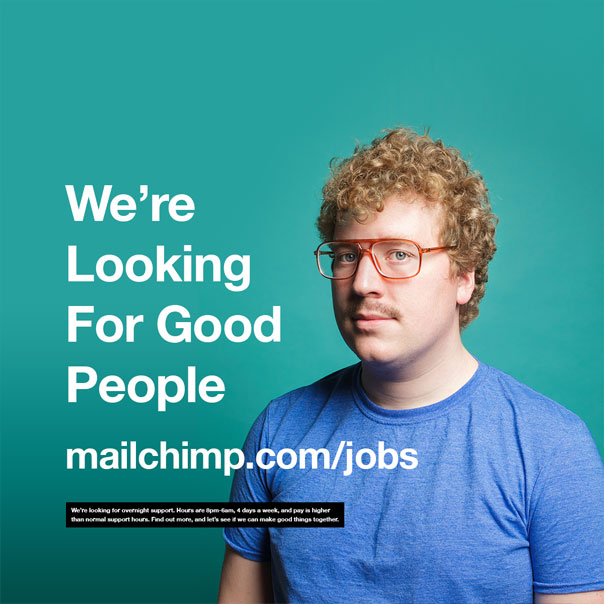 We're
Looking
For Good
People
mailchimp.com/jobs
We're looking for overnight support. Hours are 8pm-6am, 4 days a week, and pay is higher
than normal support hours. Find out more, and let's see if we can make good things together.